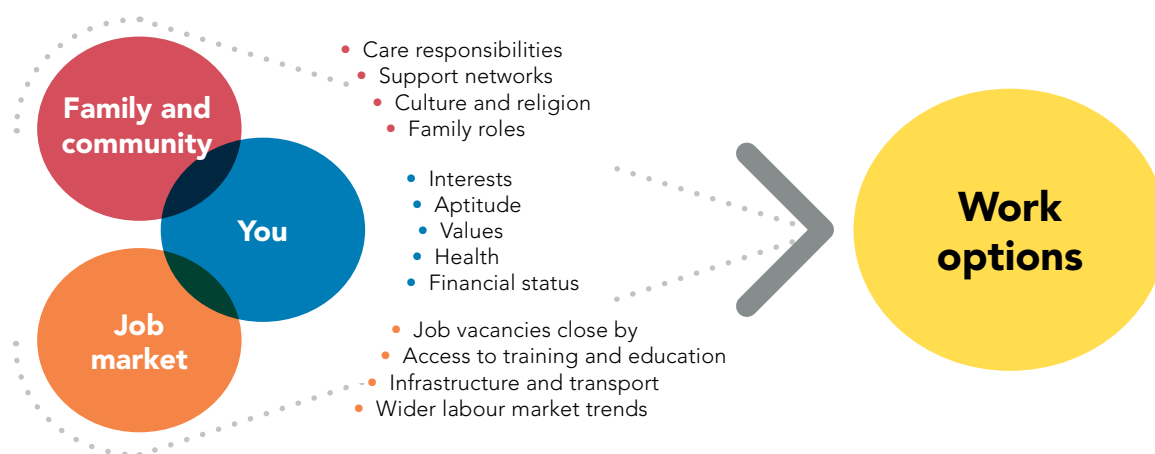 Family and
community
You
Job
market
• Care responsibilities
• Support networks
• Culture and religion
• Family roles
• Interests
• Aptitude
• Values
• Health
• Financial status
• Job vacancies close by
• Access to training and education
• Infrastructure and transport
• Wider labour market trends
Work
options